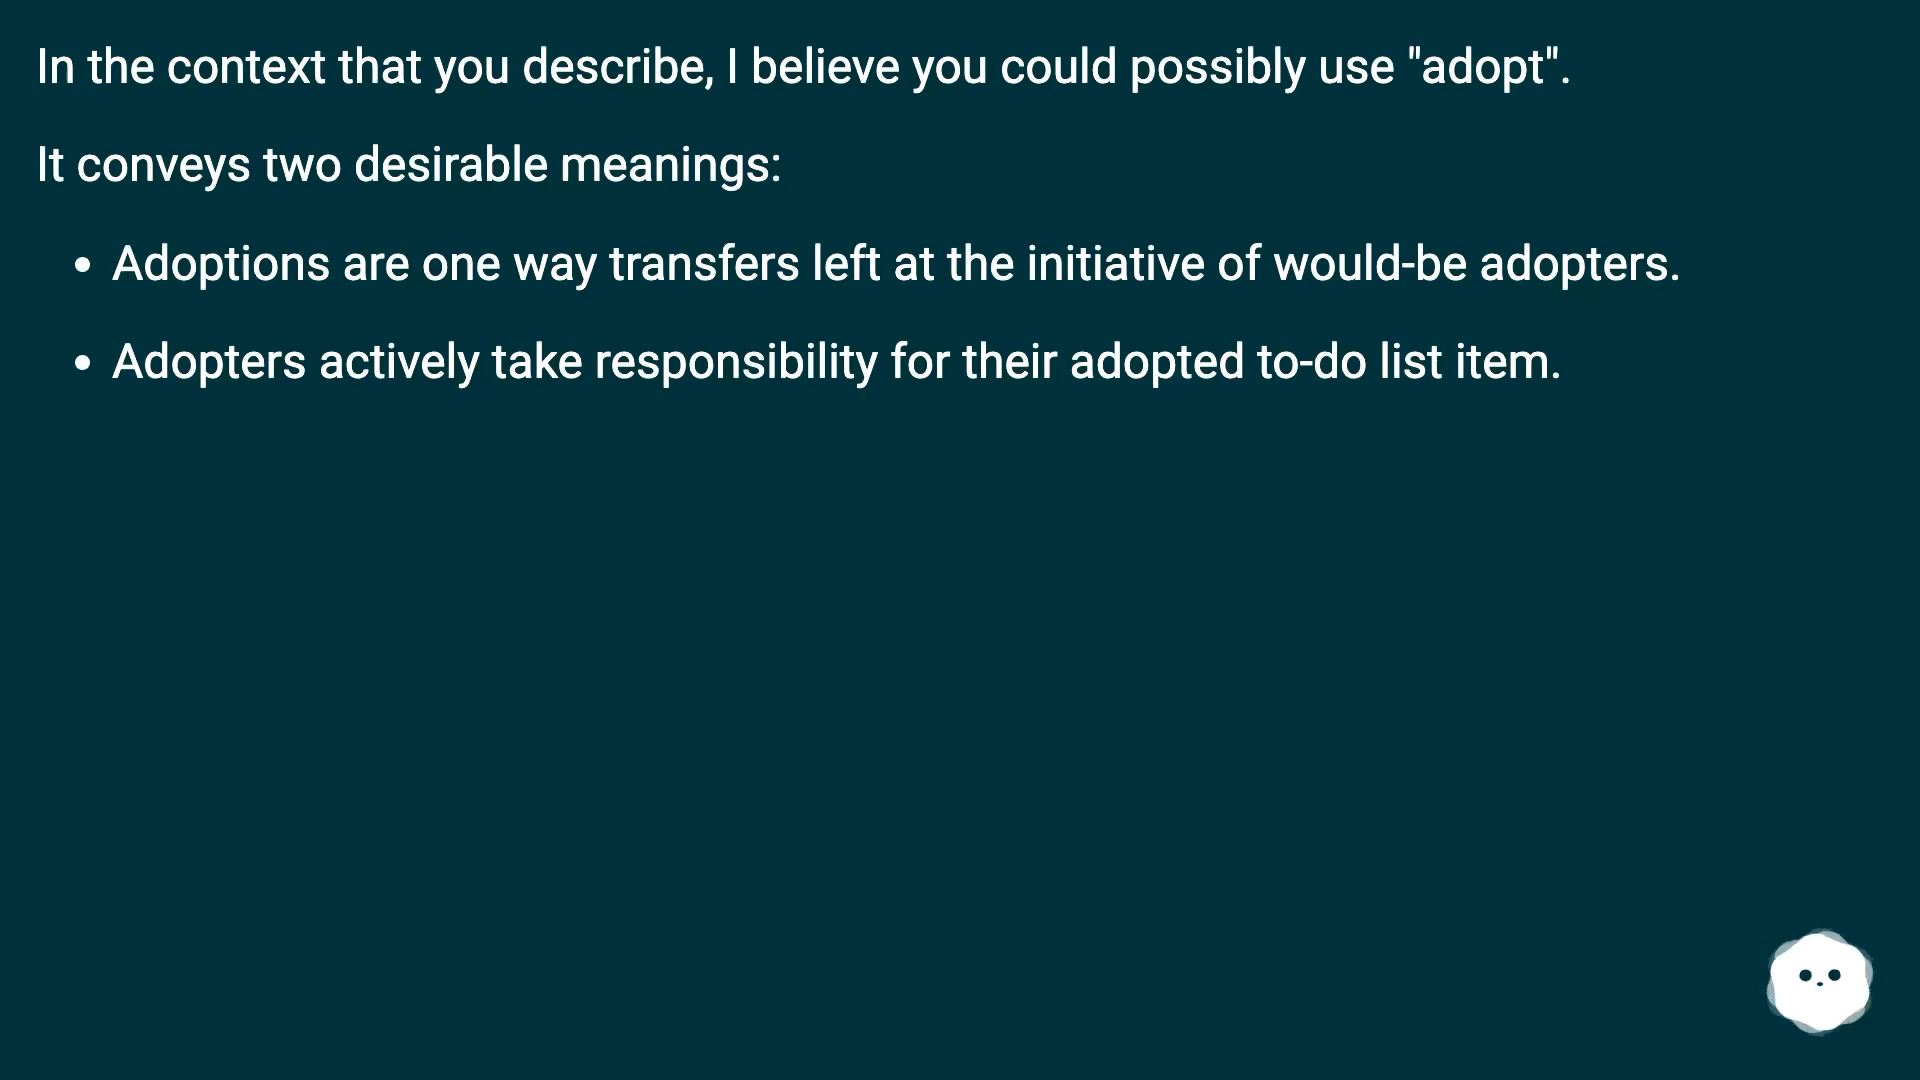 In the context that you describe, I believe you could possibly use "adopt".
It conveys two desirable meanings:
• Adoptions are one way transfers left at the initiative of would-be adopters.
• Adopters actively take responsibility for their adopted to-do list item.